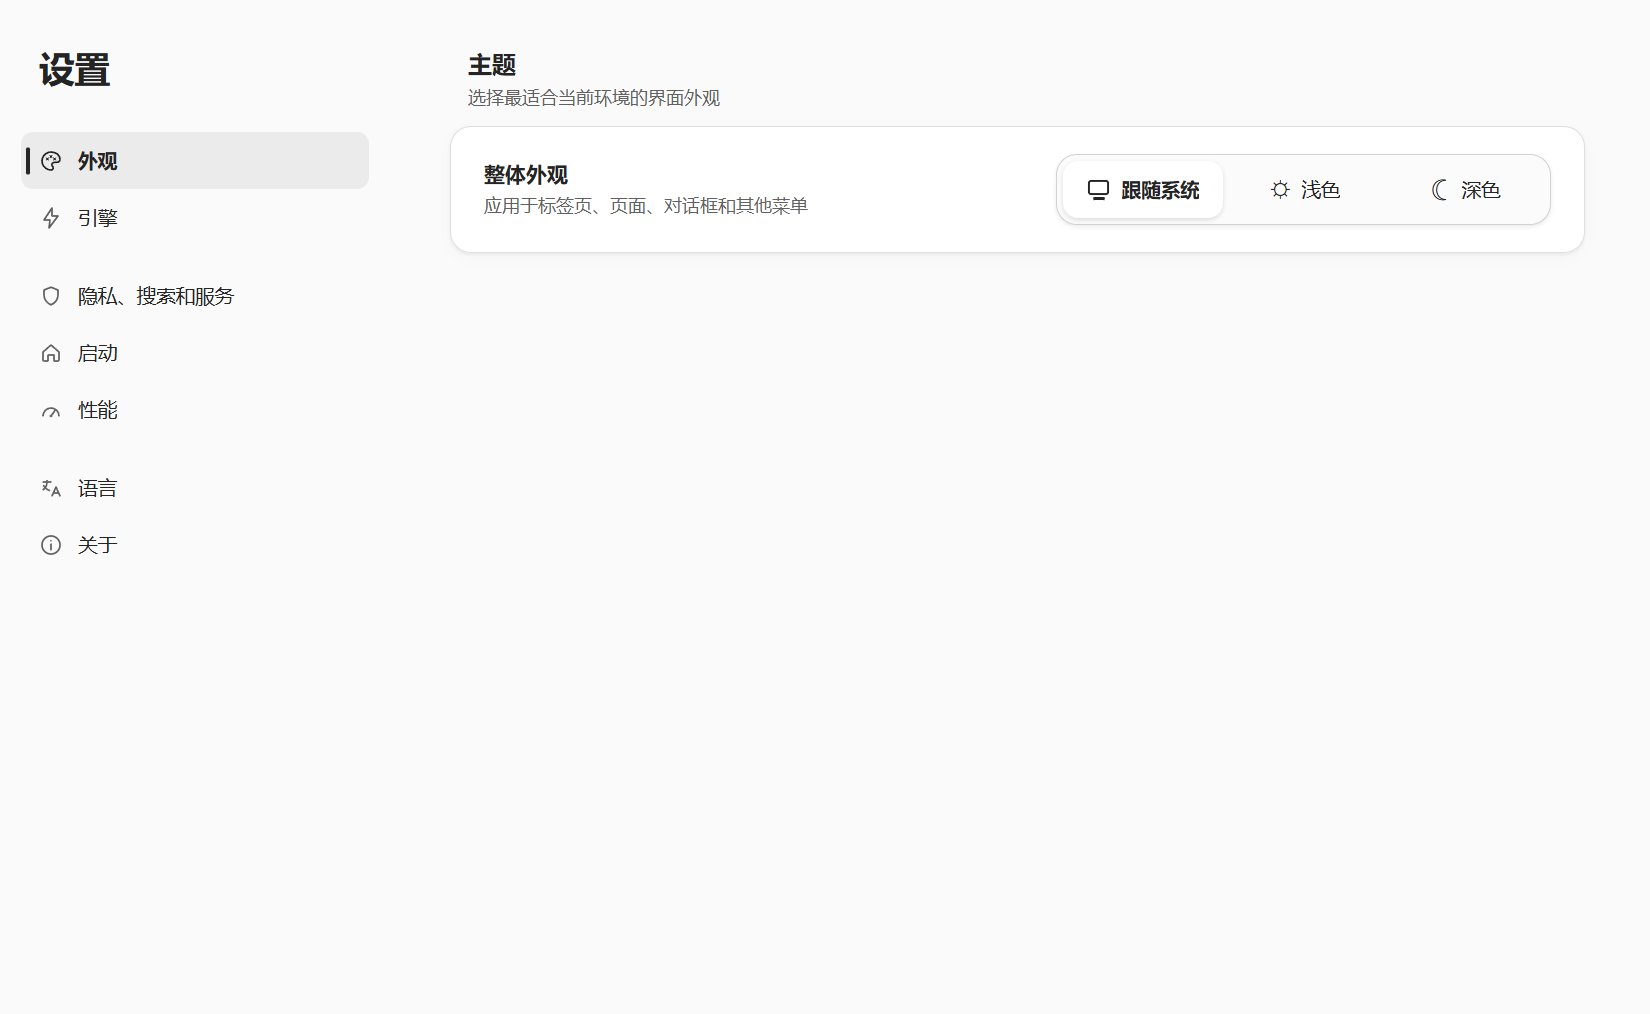 设置
外观
引擎
隐私、搜索和服务
启动
性能
语言
关于
主题
选择最适合当前环境的界面外观
整体外观
应用于标签页、页面、对话框和其他菜单
跟随系统
浅色
深色